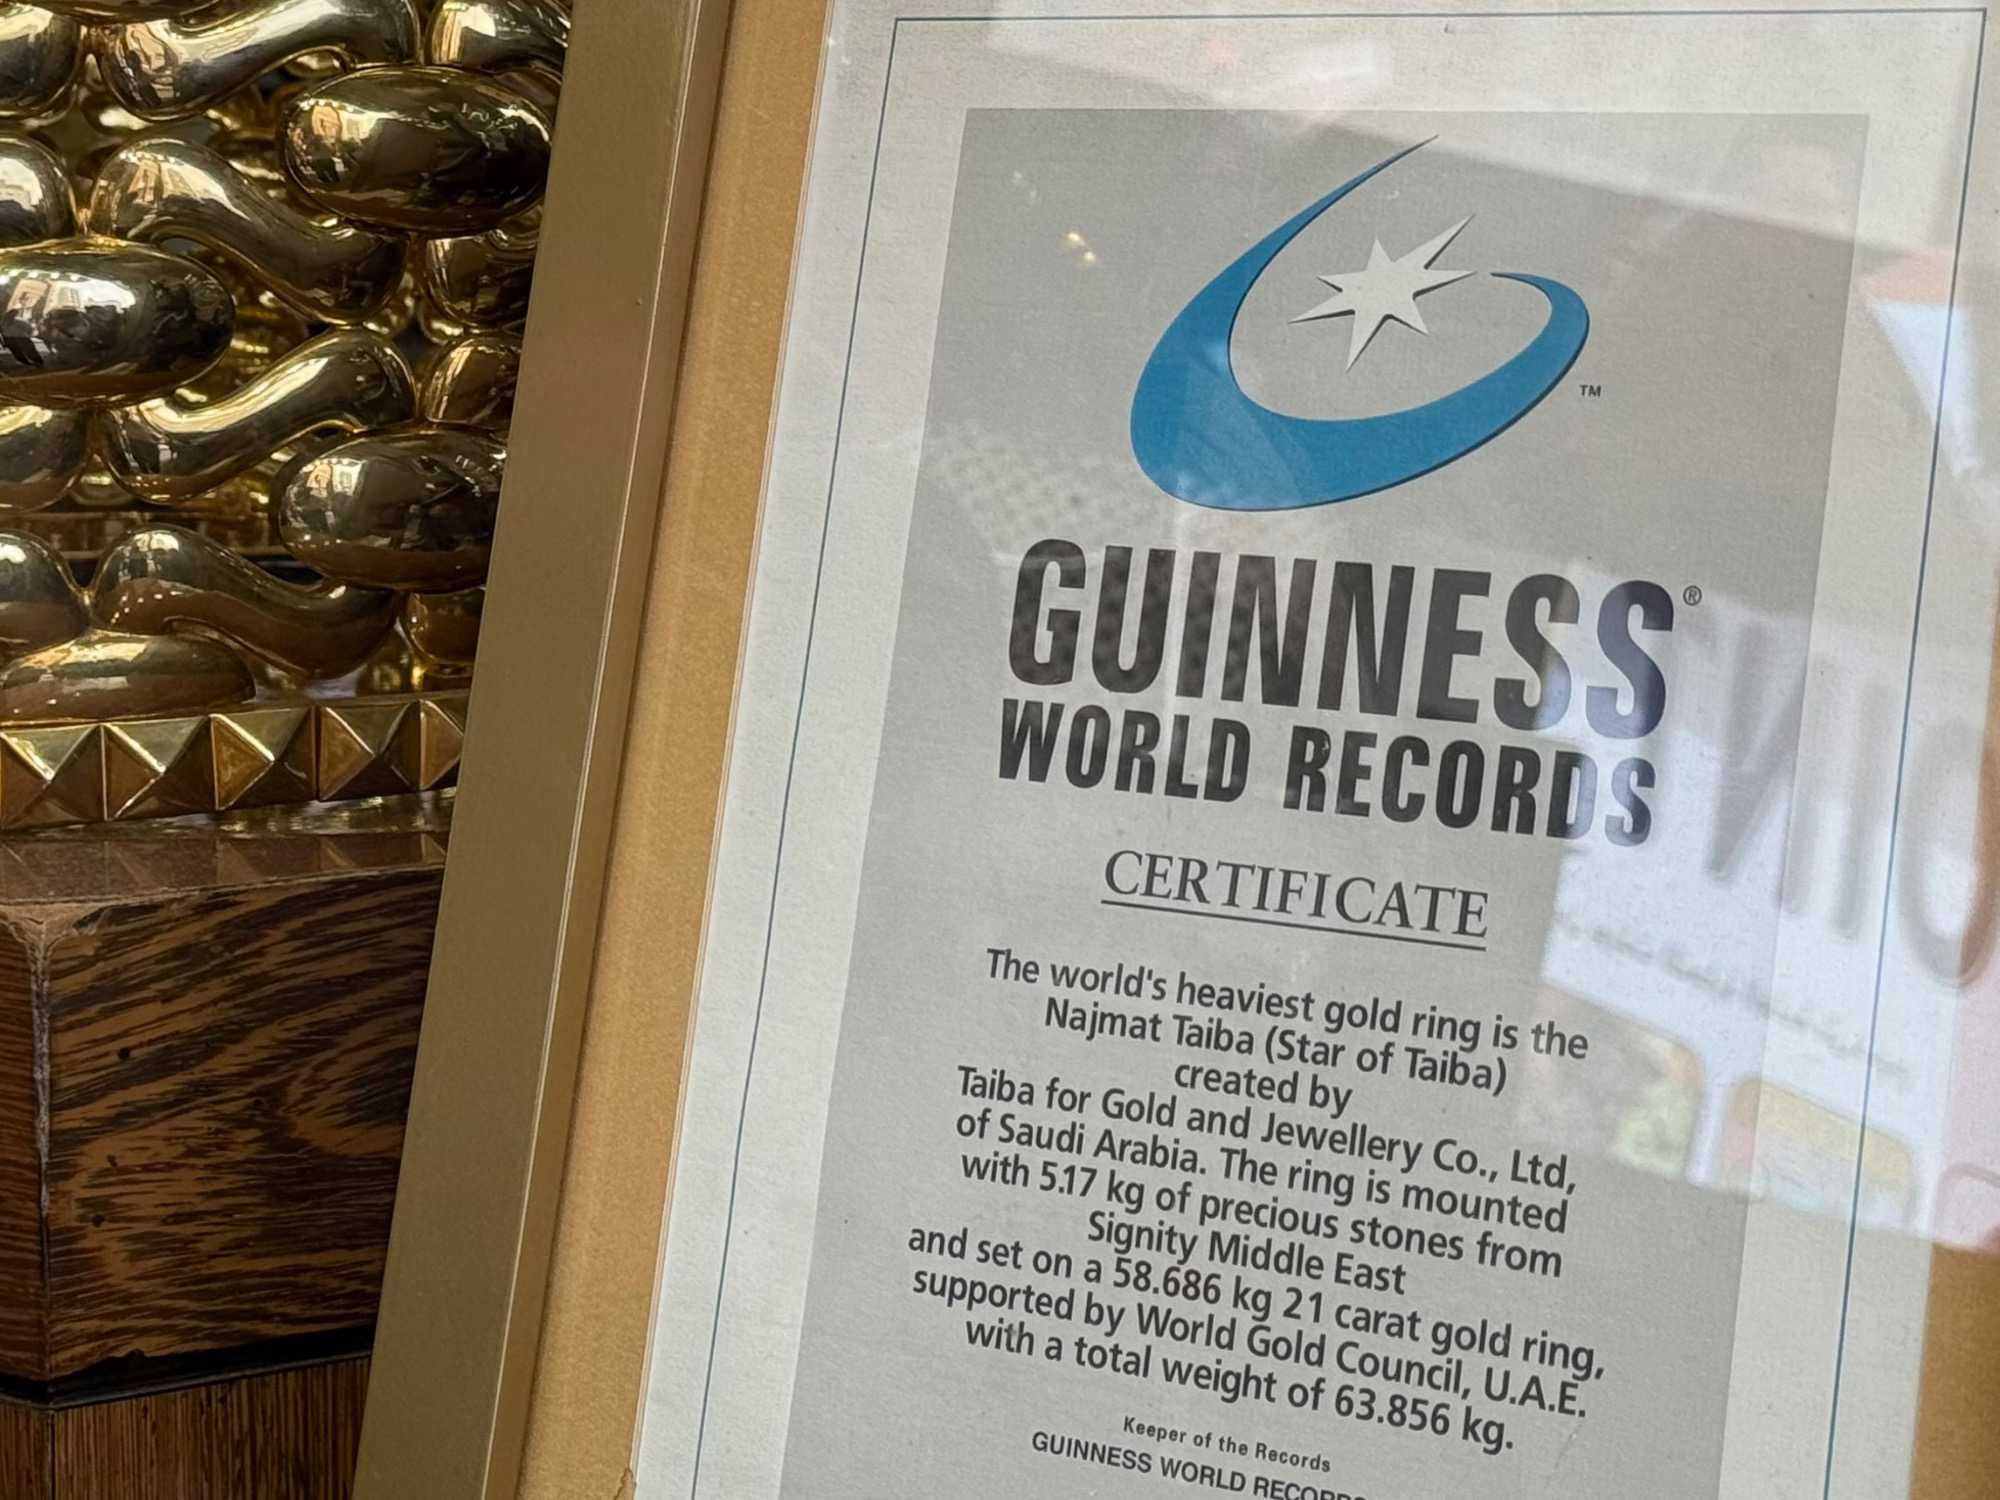 TM
GUINNESS®
WORLD RECORDS
CERTIFICATE
The world's heaviest gold ring is the
Najmat Taiba (Star of Taiba)
created by
Taiba for Gold and Jewellery Co., Ltd,
of Saudi Arabia. The ring is mounted
with 5.17 kg of precious stones from
Signity Middle East
and set on a 58.686 kg 21 carat gold ring,
supported by World Gold Council, U.A.E.
with a total weight of 63.856 kg.
Keeper of the Records
GUINNESS WORLD RECORDS